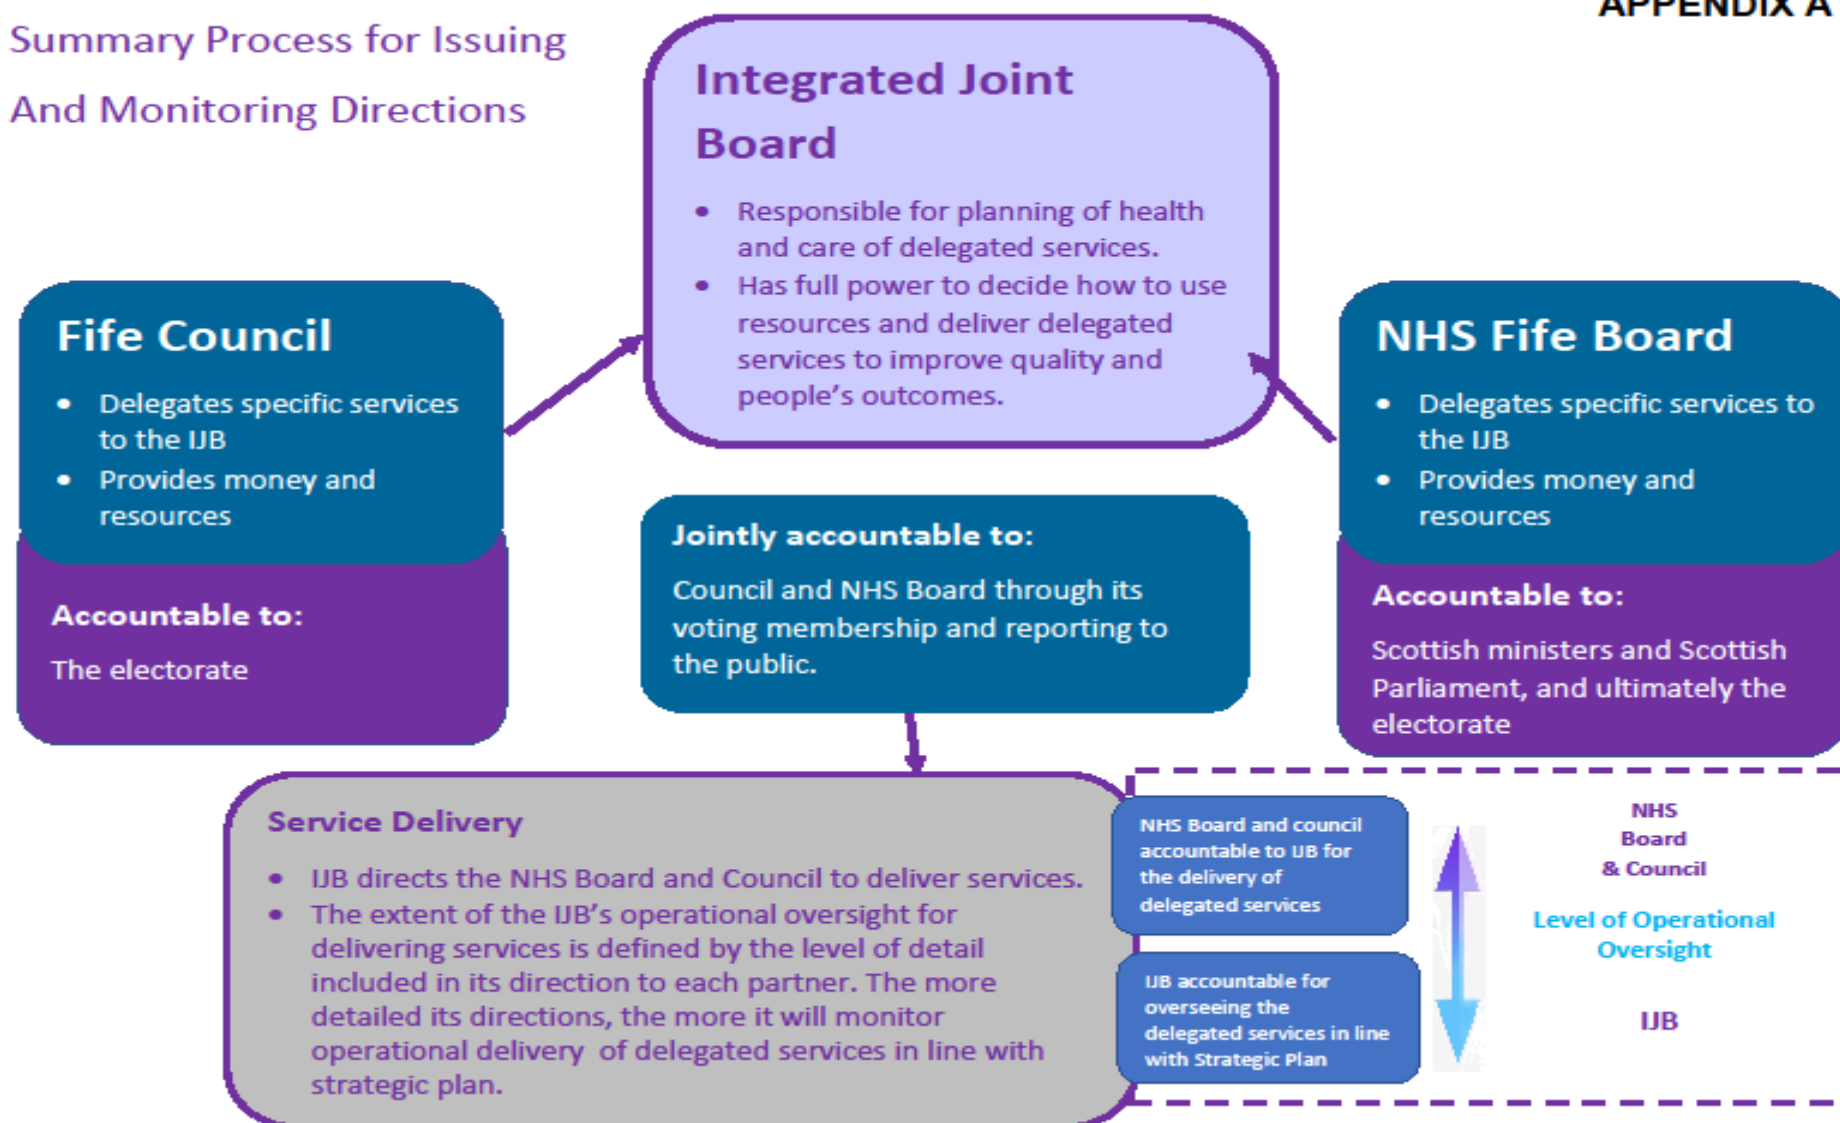 APPENDIX A
Summary Process for Issuing
And Monitoring Directions
Integrated Joint
Board
• Responsible for planning of health
and care of delegated services.
• Has full power to decide how to use
resources and deliver delegated
services to improve quality and
people's outcomes.
Fife Council
• Delegates specific services
to the IJB
• Provides money and
resources
Accountable to:
The electorate
NHS Fife Board
• Delegates specific services to
the IJB
• Provides money and
resources
Accountable to:
Scottish ministers and Scottish
Parliament, and ultimately the
electorate
Jointly accountable to:
Council and NHS Board through its
voting membership and reporting to
the public.
Service Delivery
• IJB directs the NHS Board and Council to deliver services.
• The extent of the IJB's operational oversight for
delivering services is defined by the level of detail
included in its direction to each partner. The more
detailed its directions, the more it will monitor
operational delivery of delegated services in line with
strategic plan.
NHS Board and council
accountable to IJB for
the delivery of
delegated services
IJB accountable for
overseeing the
delegated services in line
with Strategic Plan
NHS
Board
& Council
Level of Operational
Oversight
IJB